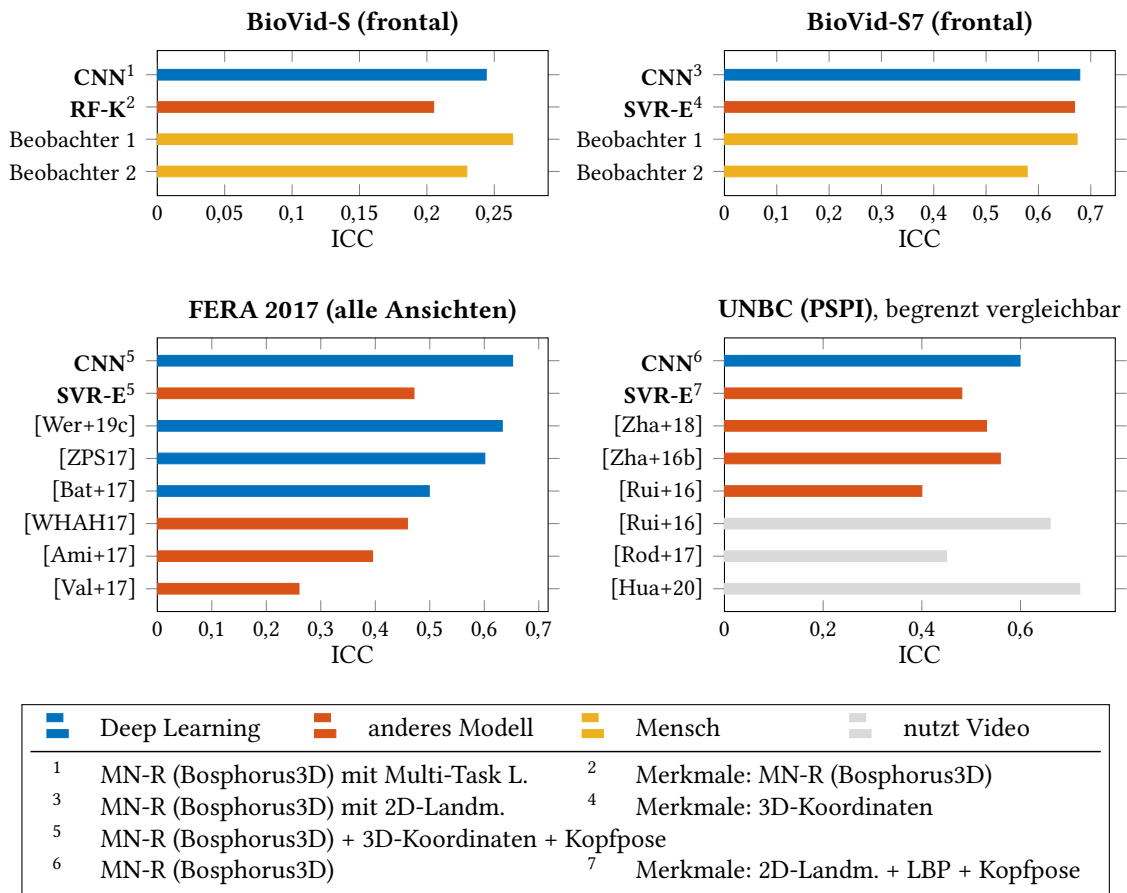 BioVid-S (frontal)
CNN¹
RF-K²
Beobachter 1
Beobachter 2
0 0,05 0,1 0,15 0,2 0,25
ICC
BioVid-S7 (frontal)
CNN³
SVR-E⁴
Beobachter 1
Beobachter 2
0 0,1 0,2 0,3 0,4 0,5 0,6 0,7
ICC
FERA 2017 (alle Ansichten)
CNN⁵
SVR-E⁵
[Wer+19c]
[ZPS17]
[Bat+17]
[WHAH17]
[Ami+17]
[Val+17]
0 0,1 0,2 0,3 0,4 0,5 0,6 0,7
ICC
UNBC (PSPI), begrenzt vergleichbar
CNN⁶
SVR-E⁷
[Zha+18]
[Zha+16b]
[Rui+16]
[Rui+16]
[Rod+17]
[Hua+20]
0 0,2 0,4 0,6
ICC
Deep Learning anderes Modell Mensch nutzt Video
¹ MN-R (Bosphorus3D) mit Multi-Task L. ² Merkmale: MN-R (Bosphorus3D)
³ MN-R (Bosphorus3D) mit 2D-Landm. ⁴ Merkmale: 3D-Koordinaten
⁵ MN-R (Bosphorus3D) + 3D-Koordinaten + Kopfpose
⁶ MN-R (Bosphorus3D) ⁷ Merkmale: 2D-Landm. + LBP + Kopfpose